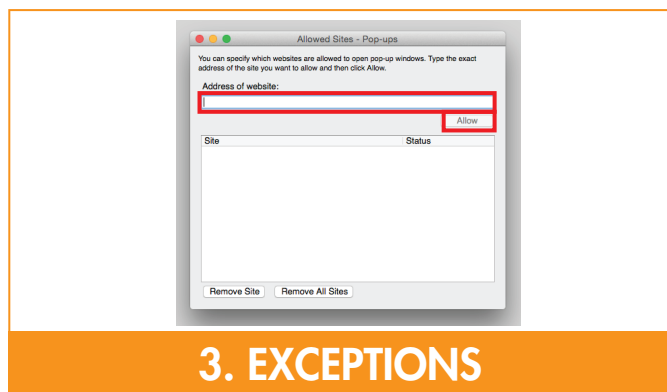 Allowed Sites - Pop-ups
You can specify which websites are allowed to open pop-up windows. Type the exact
address of the site you want to allow and then click Allow.
Address of website:
Allow
Site Status
Remove Site Remove All Sites
3. EXCEPTIONS